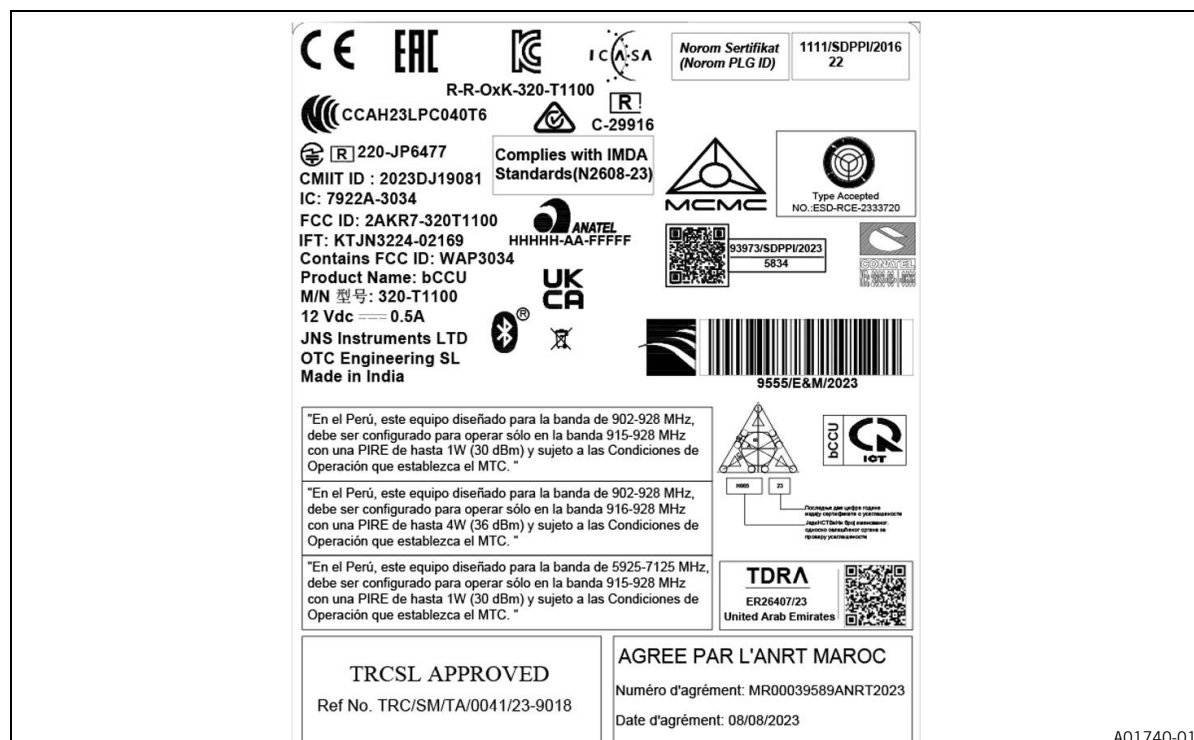 CE EAC ICASA
Norom Sertifikat
(Norom PLG ID)
1111/SDPPI/2016
22
R-R-OxK-320-T1100
CCAH23LPC040T6
R
C-29916
R 220-JP6477
Complies with IMDA
Standards(N2608-23)
MCMC
Type Accepted
NO.:ESD-RCE-2333720
CMIIT ID : 2023DJ19081
IC: 7922A-3034
FCC ID: 2AKR7-320T1100
IFT: KTJN3224-02169
ANATEL
HHHHH-AA-FFFFF
93973/SDPPI/2023
5834
CONATEL
Contains FCC ID: WAP3034
Product Name: bCCU
M/N 型号: 320-T1100
12 Vdc 0.5A
UK
CA
JNS Instruments LTD
OTC Engineering SL
Made in India
9555/E&M/2023
"En el Perú, este equipo diseñado para la banda de 902-928 MHz,
debe ser configurado para operar sólo en la banda 915-928 MHz
con una PIRE de hasta 1W (30 dBm) y sujeto a las Condiciones de
Operación que establezca el MTC. "
bCCU
ICT
"En el Perú, este equipo diseñado para la banda de 902-928 MHz,
debe ser configurado para operar sólo en la banda 916-928 MHz
con una PIRE de hasta 4W (36 dBm) y sujeto a las Condiciones de
Operación que establezca el MTC. "
23
"En el Perú, este equipo diseñado para la banda de 5925-7125 MHz,
debe ser configurado para operar sólo en la banda 915-928 MHz
con una PIRE de hasta 1W (30 dBm) y sujeto a las Condiciones de
Operación que establezca el MTC. "
TDRA
ER26407/23
United Arab Emirates
TRCSL APPROVED
Ref No. TRC/SM/TA/0041/23-9018
AGREE PAR L'ANRT MAROC
Numéro d'agrément: MR00039589ANRT2023
Date d'agrément: 08/08/2023
A01740-01